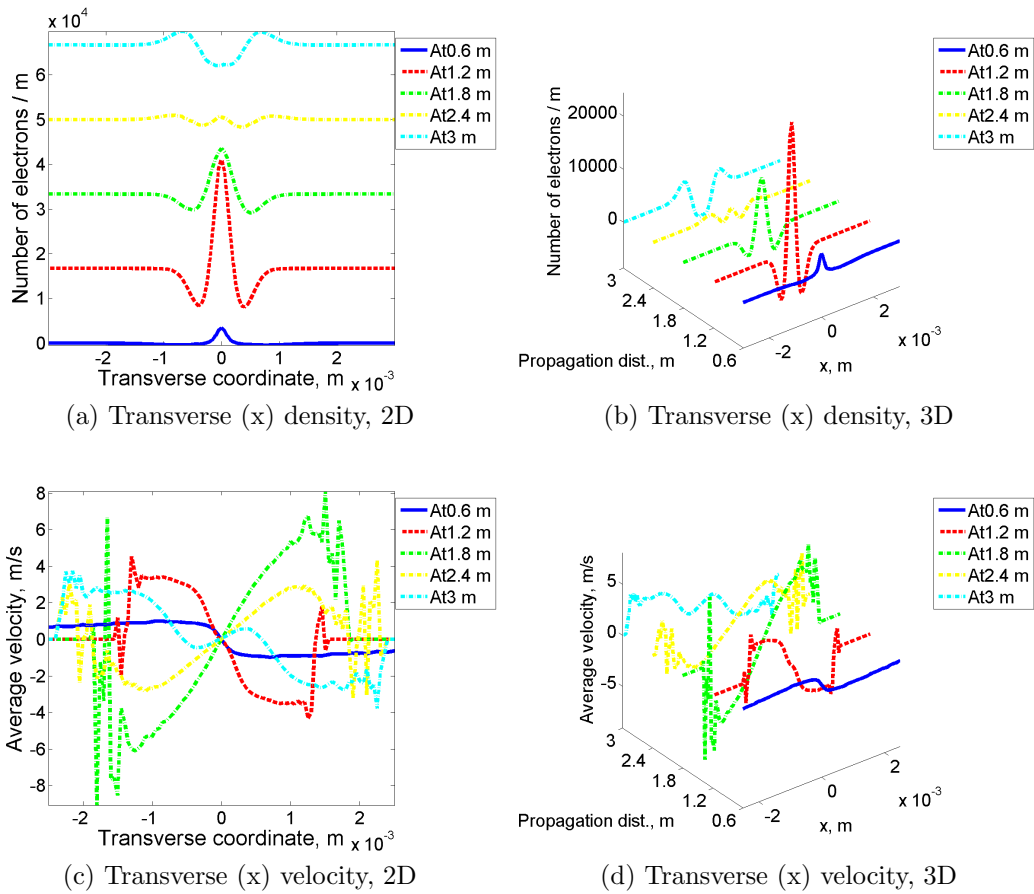 x 10^4
6
5
4
3
2
1
0
Number of electrons / m
-2 -1 0 1 2
Transverse coordinate, m x 10^-3
At0.6 m
At1.2 m
At1.8 m
At2.4 m
At3 m
(a) Transverse (x) density, 2D
20000
10000
0
Number of electrons / m
3
2.4
1.8
1.2
0.6
Propagation dist., m
-2 0 2
x 10^-3
x, m
At0.6 m
At1.2 m
At1.8 m
At2.4 m
At3 m
(b) Transverse (x) density, 3D
8
6
4
2
0
-2
-4
-6
-8
Average velocity, m/s
-2 -1 0 1 2
Transverse coordinate, m x 10^-3
At0.6 m
At1.2 m
At1.8 m
At2.4 m
At3 m
(c) Transverse (x) velocity, 2D
5
0
-5
Average velocity, m/s
3
2.4
1.8
1.2
0.6
Propagation dist., m
-2 0 2
x 10^-3
x, m
At0.6 m
At1.2 m
At1.8 m
At2.4 m
At3 m
(d) Transverse (x) velocity, 3D